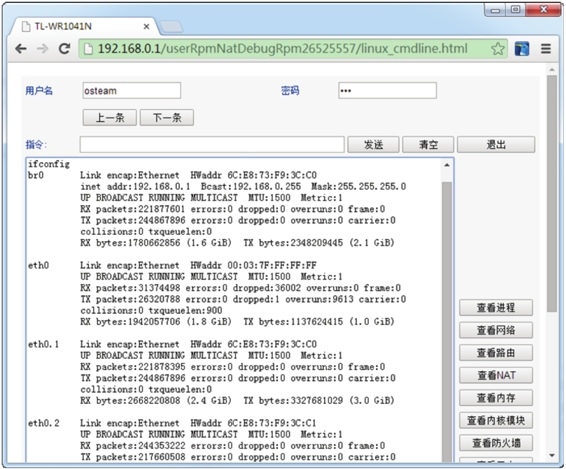 TL-WR1041N
192.168.0.1/userRpmNatDebugRpm26525557/linux_cmdline.html
用户名 osteam 密码 •••
上一条 下一条
指令: 发送 清空 退出
ifconfig
br0 Link encap:Ethernet HWaddr 6C:E8:73:F9:3C:C0
inet addr:192.168.0.1 Bcast:192.168.0.255 Mask:255.255.255.0
UP BROADCAST RUNNING MULTICAST MTU:1500 Metric:1
RX packets:221877601 errors:0 dropped:0 overruns:0 frame:0
TX packets:244867896 errors:0 dropped:0 overruns:0 carrier:0
collisions:0 txqueuelen:0
RX bytes:1780662856 (1.6 GiB) TX bytes:2348209445 (2.1 GiB)
eth0 Link encap:Ethernet HWaddr 00:03:7F:FF:FF:FF
UP BROADCAST RUNNING MULTICAST MTU:1500 Metric:1
RX packets:31374498 errors:0 dropped:36002 overruns:0 frame:0
TX packets:26320788 errors:0 dropped:1 overruns:9613 carrier:0
collisions:0 txqueuelen:900
RX bytes:1942057706 (1.8 GiB) TX bytes:1137624415 (1.0 GiB)
eth0.1 Link encap:Ethernet HWaddr 6C:E8:73:F9:3C:C0
UP BROADCAST RUNNING MULTICAST MTU:1500 Metric:1
RX packets:221878395 errors:0 dropped:0 overruns:0 frame:0
TX packets:244867896 errors:0 dropped:0 overruns:0 carrier:0
collisions:0 txqueuelen:0
RX bytes:2668220808 (2.4 GiB) TX bytes:3327681029 (3.0 GiB)
eth0.2 Link encap:Ethernet HWaddr 6C:E8:73:F9:3C:C1
UP BROADCAST RUNNING MULTICAST MTU:1500 Metric:1
RX packets:244353222 errors:0 dropped:0 overruns:0 frame:0
TX packets:217660508 errors:0 dropped:0 overruns:0 carrier:0
查看进程
查看网络
查看路由
查看NAT
查看内存
查看内核模块
查看防火墙